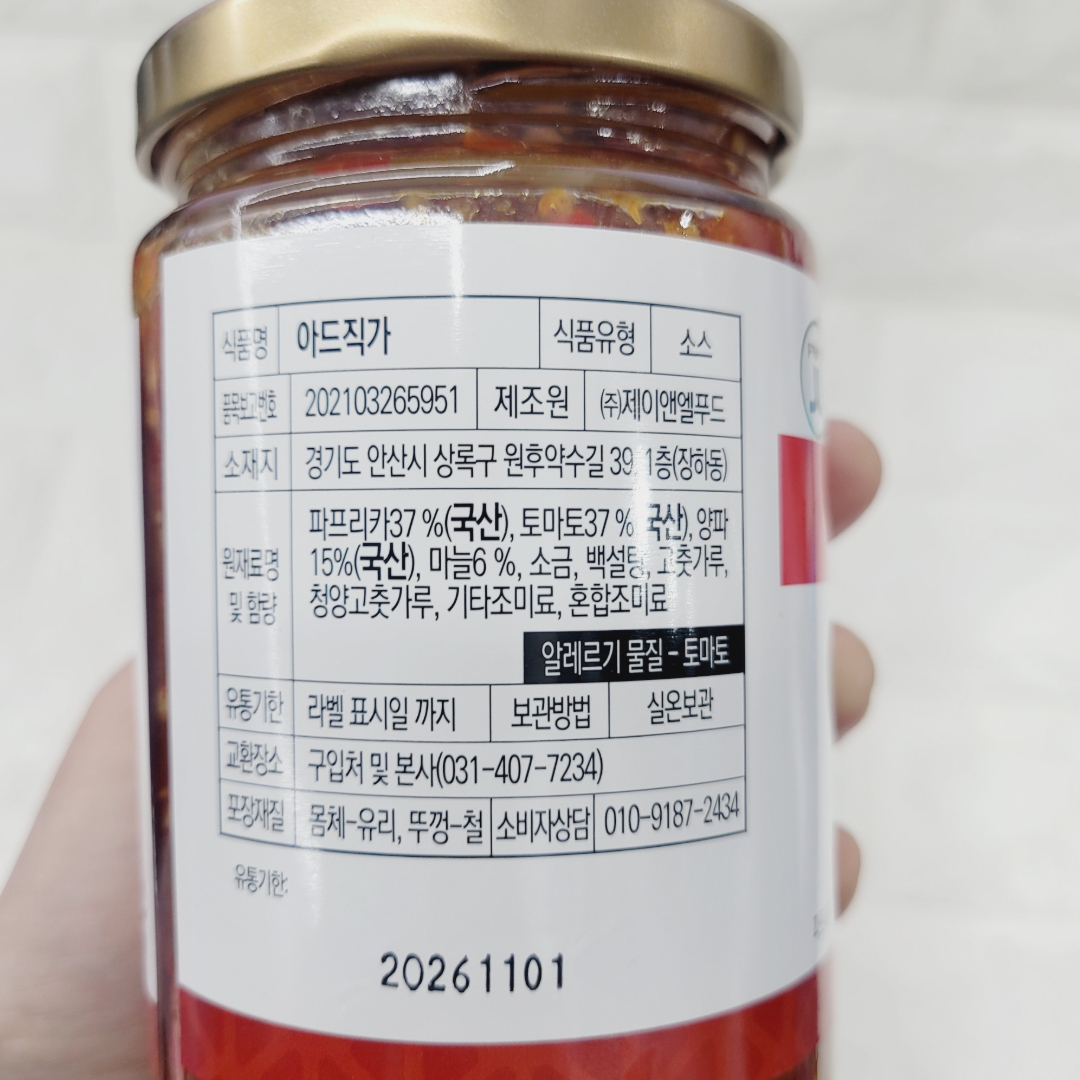 식품명 아드직가 식품유형 소스
품목보고번호 202103265951 제조원 ㈜제이앤엘푸드
소재지 경기도 안산시 상록구 원후약수길 39, 1층(장하동)
파프리카37 %(국산), 토마토37 %(국산), 양파
원재료명 15%(국산), 마늘6 %, 소금, 백설탕, 고춧가루,
및 함량 청양고춧가루, 기타조미료, 혼합조미료
알레르기 물질 - 토마토
유통기한 라벨 표시일 까지 보관방법 실온보관
교환장소 구입처 및 본사(031-407-7234)
포장재질 몸체-유리, 뚜껑-철 소비자상담 010-9187-2434
유통기한:
20261101